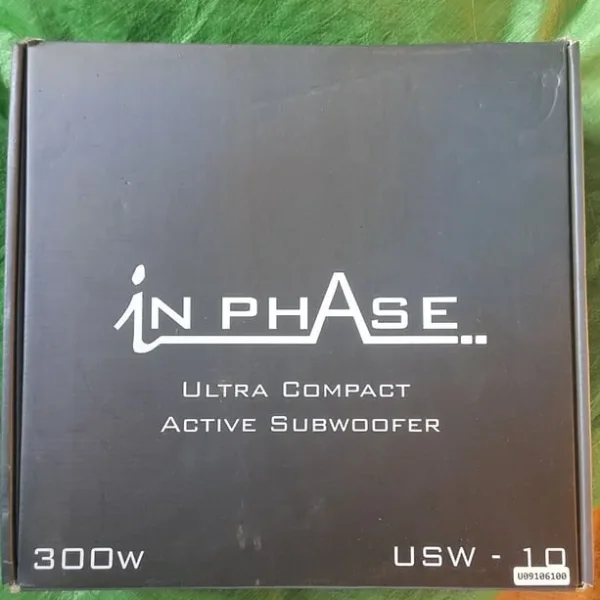 in phase
Ultra Compact
Active Subwoofer
300w
USW - 10
U09106100